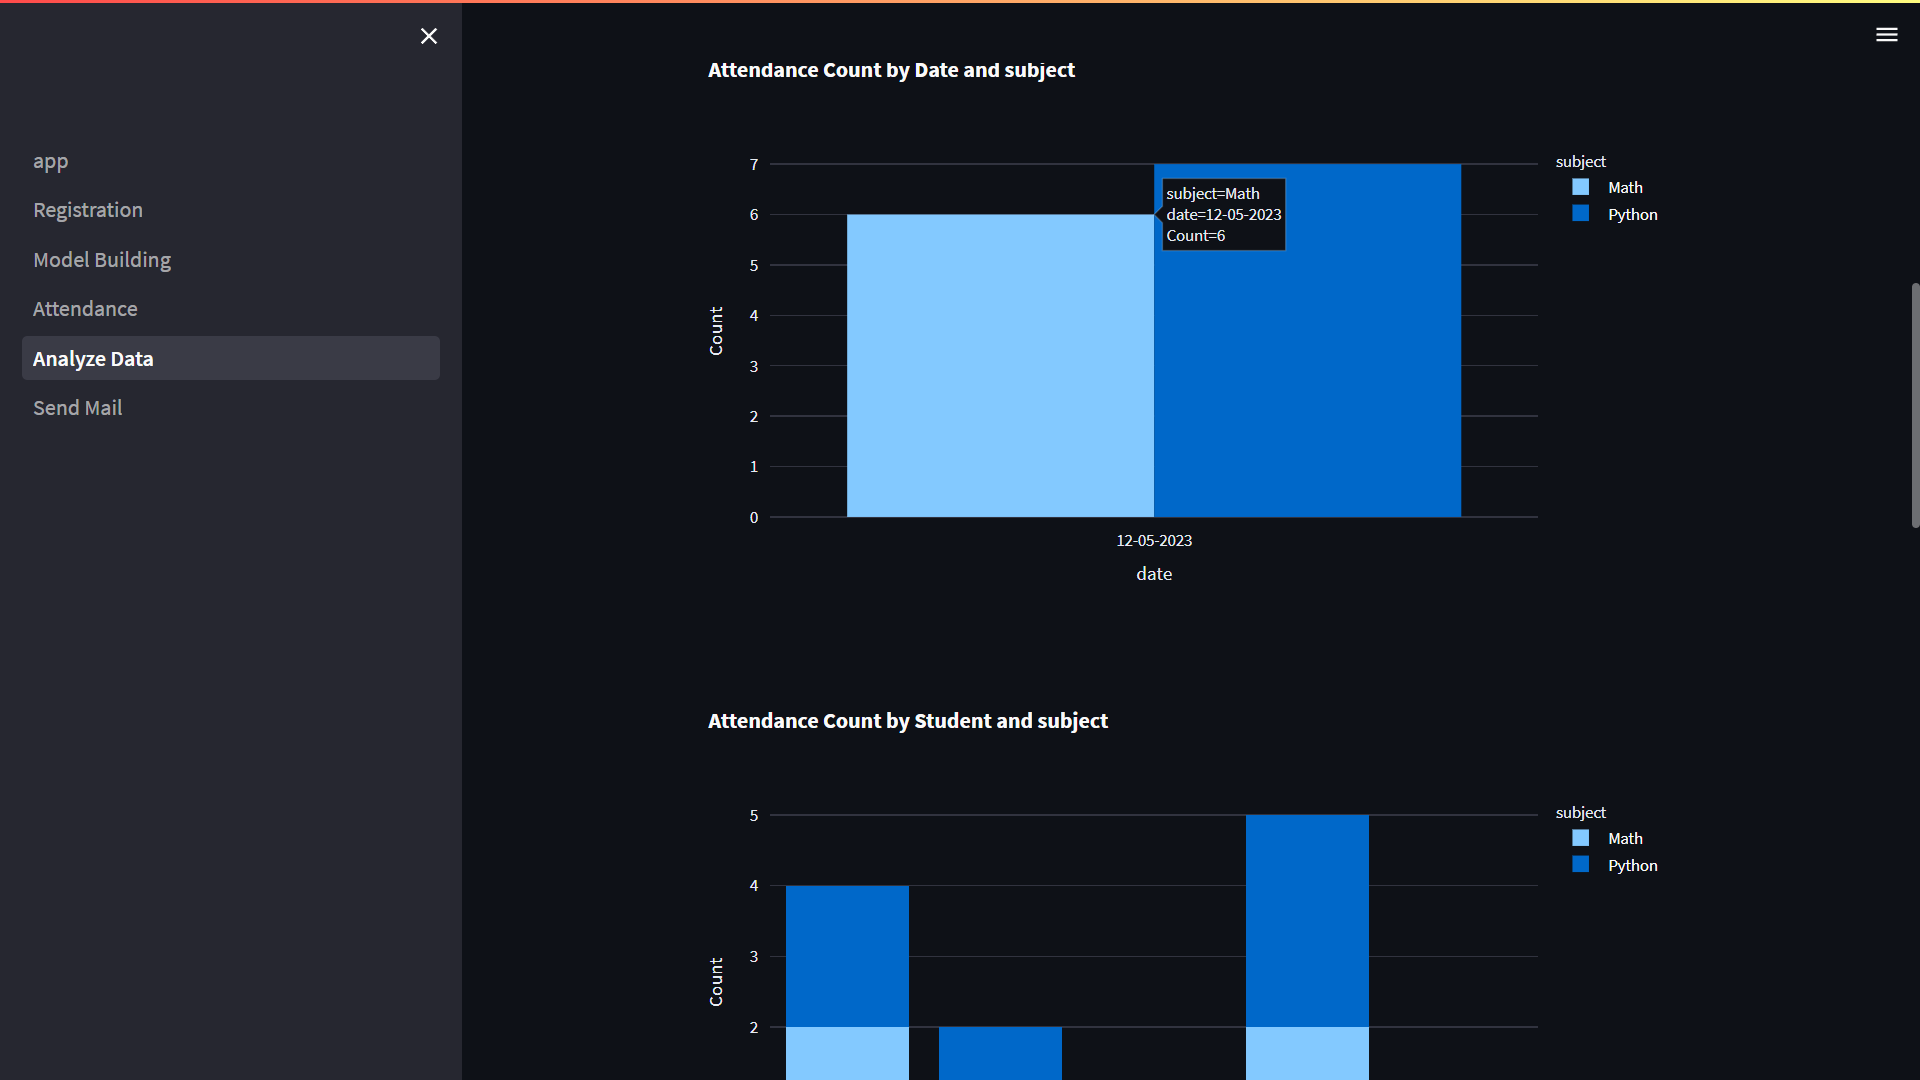 app
Registration
Model Building
Attendance
Analyze Data
Send Mail
Attendance Count by Date and subject
7
6
5
4
3
2
1
0
Count
subject=Math
date=12-05-2023
Count=6
12-05-2023
date
subject
Math
Python
Attendance Count by Student and subject
5
4
3
2
Count
subject
Math
Python